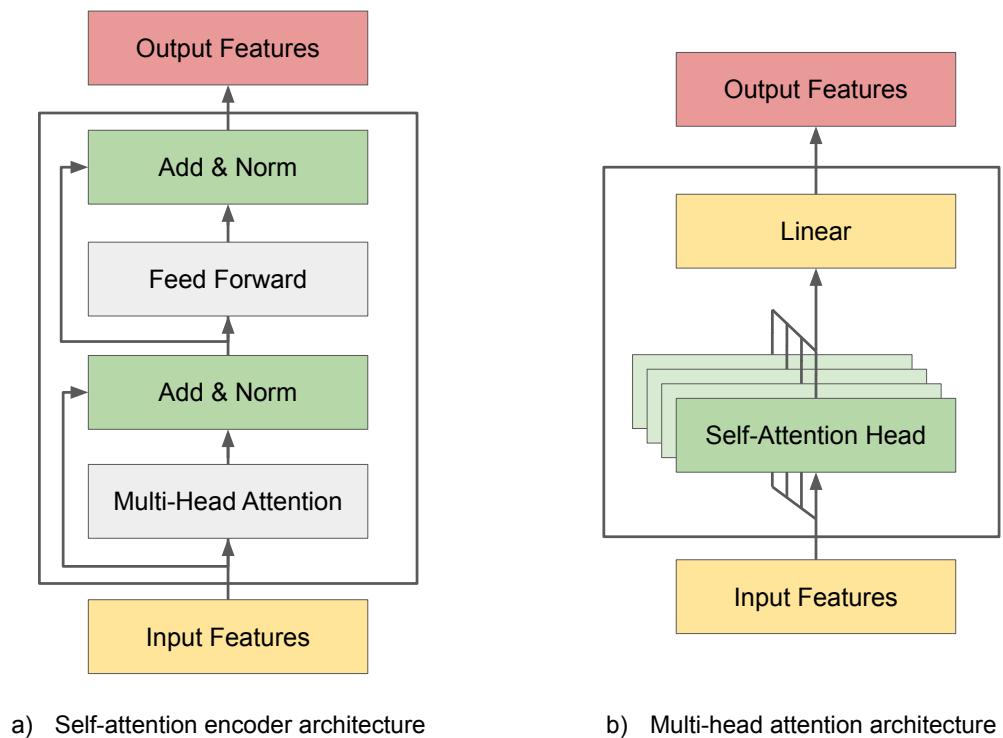 Output Features
Add & Norm
Feed Forward
Add & Norm
Multi-Head Attention
Input Features
a) Self-attention encoder architecture
Output Features
Linear
Self-Attention Head
Input Features
b) Multi-head attention architecture